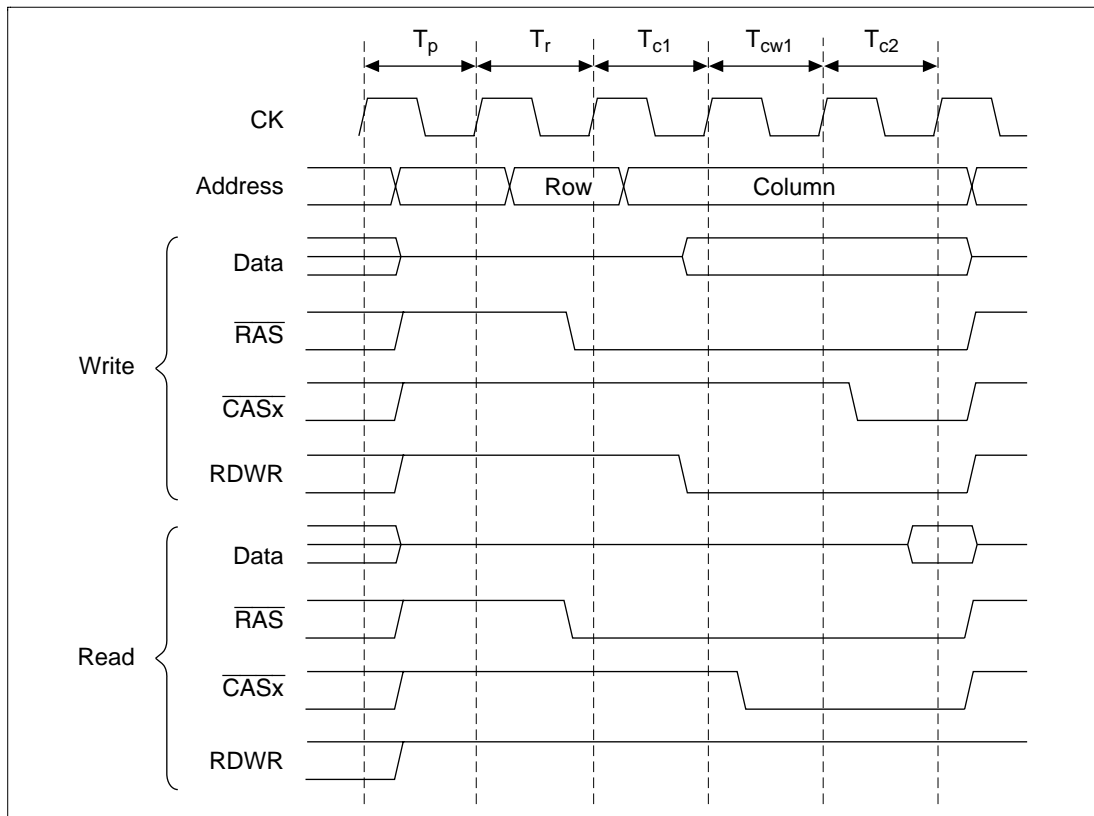 Tp Tr Tc1 Tcw1 Tc2
CK
Address Row Column
Data
RAS
Write
CASx
RDWR
Data
RAS
Read
CASx
RDWR